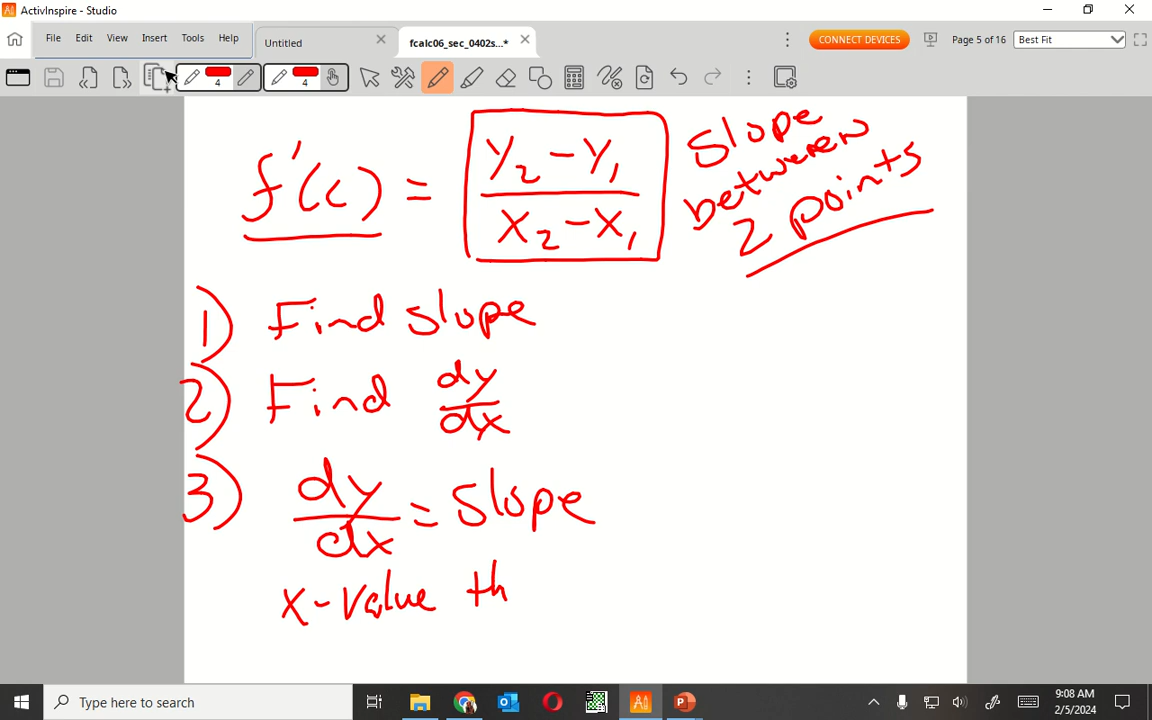 ActivInspire - Studio
File Edit View Insert Tools Help
Untitled
fcalc06_sec_0402s...*
CONNECT DEVICES
Page 5 of 16
Best Fit
4
4
f'(c) = y₂ - y₁ / x₂ - x₁
slope
between
2 points
1) Find slope
2) Find dy/dx
3) dy/dx = slope
x-value th
Type here to search
9:08 AM
2/5/2024